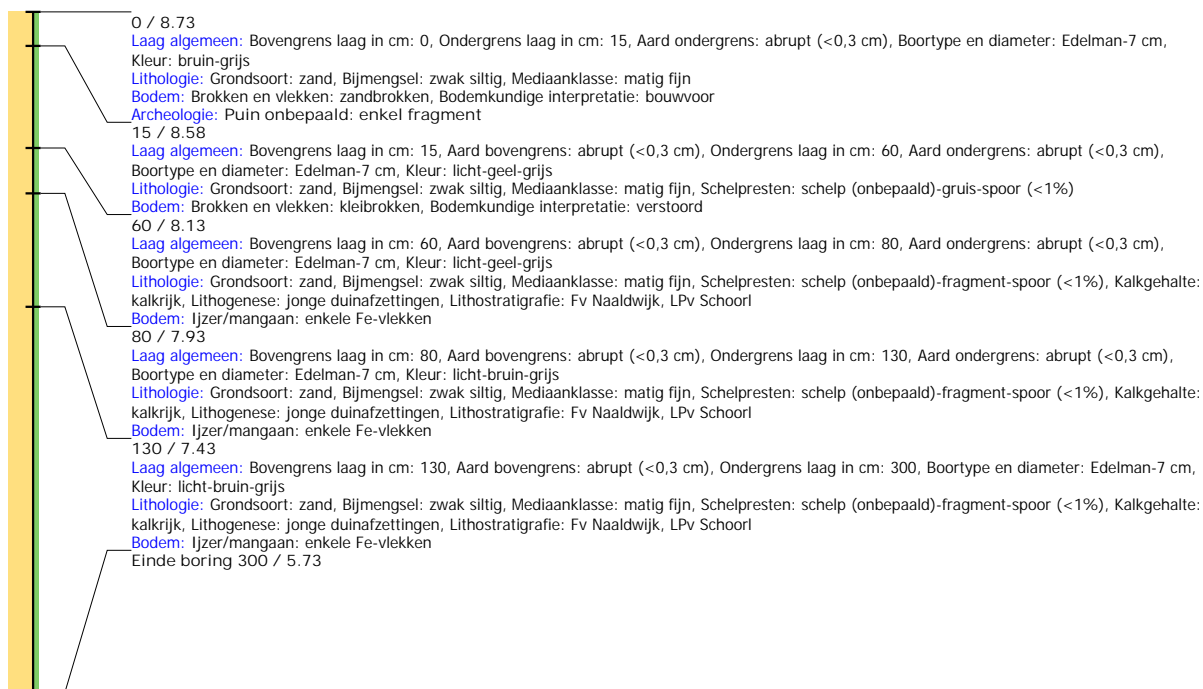 0 / 8.73
Laag algemeen: Bovengrens laag in cm: 0, Ondergrens laag in cm: 15, Aard ondergrens: abrupt (<0,3 cm), Boortype en diameter: Edelman-7 cm,
Kleur: bruin-grijs
Lithologie: Grondsoort: zand, Bijmengsel: zwak siltig, Mediaanklasse: matig fijn
Bodem: Brokken en vlekken: zandbrokken, Bodemkundige interpretatie: bouwvoor
Archeologie: Puin onbepaald: enkel fragment
15 / 8.58
Laag algemeen: Bovengrens laag in cm: 15, Aard bovengrens: abrupt (<0,3 cm), Ondergrens laag in cm: 60, Aard ondergrens: abrupt (<0,3 cm),
Boortype en diameter: Edelman-7 cm, Kleur: licht-geel-grijs
Lithologie: Grondsoort: zand, Bijmengsel: zwak siltig, Mediaanklasse: matig fijn, Schelpresten: schelp (onbepaald)-gruis-spoor (<1%)
Bodem: Brokken en vlekken: kleibrokken, Bodemkundige interpretatie: verstoord
60 / 8.13
Laag algemeen: Bovengrens laag in cm: 60, Aard bovengrens: abrupt (<0,3 cm), Ondergrens laag in cm: 80, Aard ondergrens: abrupt (<0,3 cm),
Boortype en diameter: Edelman-7 cm, Kleur: licht-geel-grijs
Lithologie: Grondsoort: zand, Bijmengsel: zwak siltig, Mediaanklasse: matig fijn, Schelpresten: schelp (onbepaald)-fragment-spoor (<1%), Kalkgehalte:
kalkrijk, Lithogenese: jonge duinafzettingen, Lithostratigrafie: Fv Naaldwijk, LPv Schoorl
Bodem: Ijzer/mangaan: enkele Fe-vlekken
80 / 7.93
Laag algemeen: Bovengrens laag in cm: 80, Aard bovengrens: abrupt (<0,3 cm), Ondergrens laag in cm: 130, Aard ondergrens: abrupt (<0,3 cm),
Boortype en diameter: Edelman-7 cm, Kleur: licht-bruin-grijs
Lithologie: Grondsoort: zand, Bijmengsel: zwak siltig, Mediaanklasse: matig fijn, Schelpresten: schelp (onbepaald)-fragment-spoor (<1%), Kalkgehalte:
kalkrijk, Lithogenese: jonge duinafzettingen, Lithostratigrafie: Fv Naaldwijk, LPv Schoorl
Bodem: Ijzer/mangaan: enkele Fe-vlekken
130 / 7.43
Laag algemeen: Bovengrens laag in cm: 130, Aard bovengrens: abrupt (<0,3 cm), Ondergrens laag in cm: 300, Boortype en diameter: Edelman-7 cm,
Kleur: licht-bruin-grijs
Lithologie: Grondsoort: zand, Bijmengsel: zwak siltig, Mediaanklasse: matig fijn, Schelpresten: schelp (onbepaald)-fragment-spoor (<1%), Kalkgehalte:
kalkrijk, Lithogenese: jonge duinafzettingen, Lithostratigrafie: Fv Naaldwijk, LPv Schoorl
Bodem: Ijzer/mangaan: enkele Fe-vlekken
Einde boring 300 / 5.73